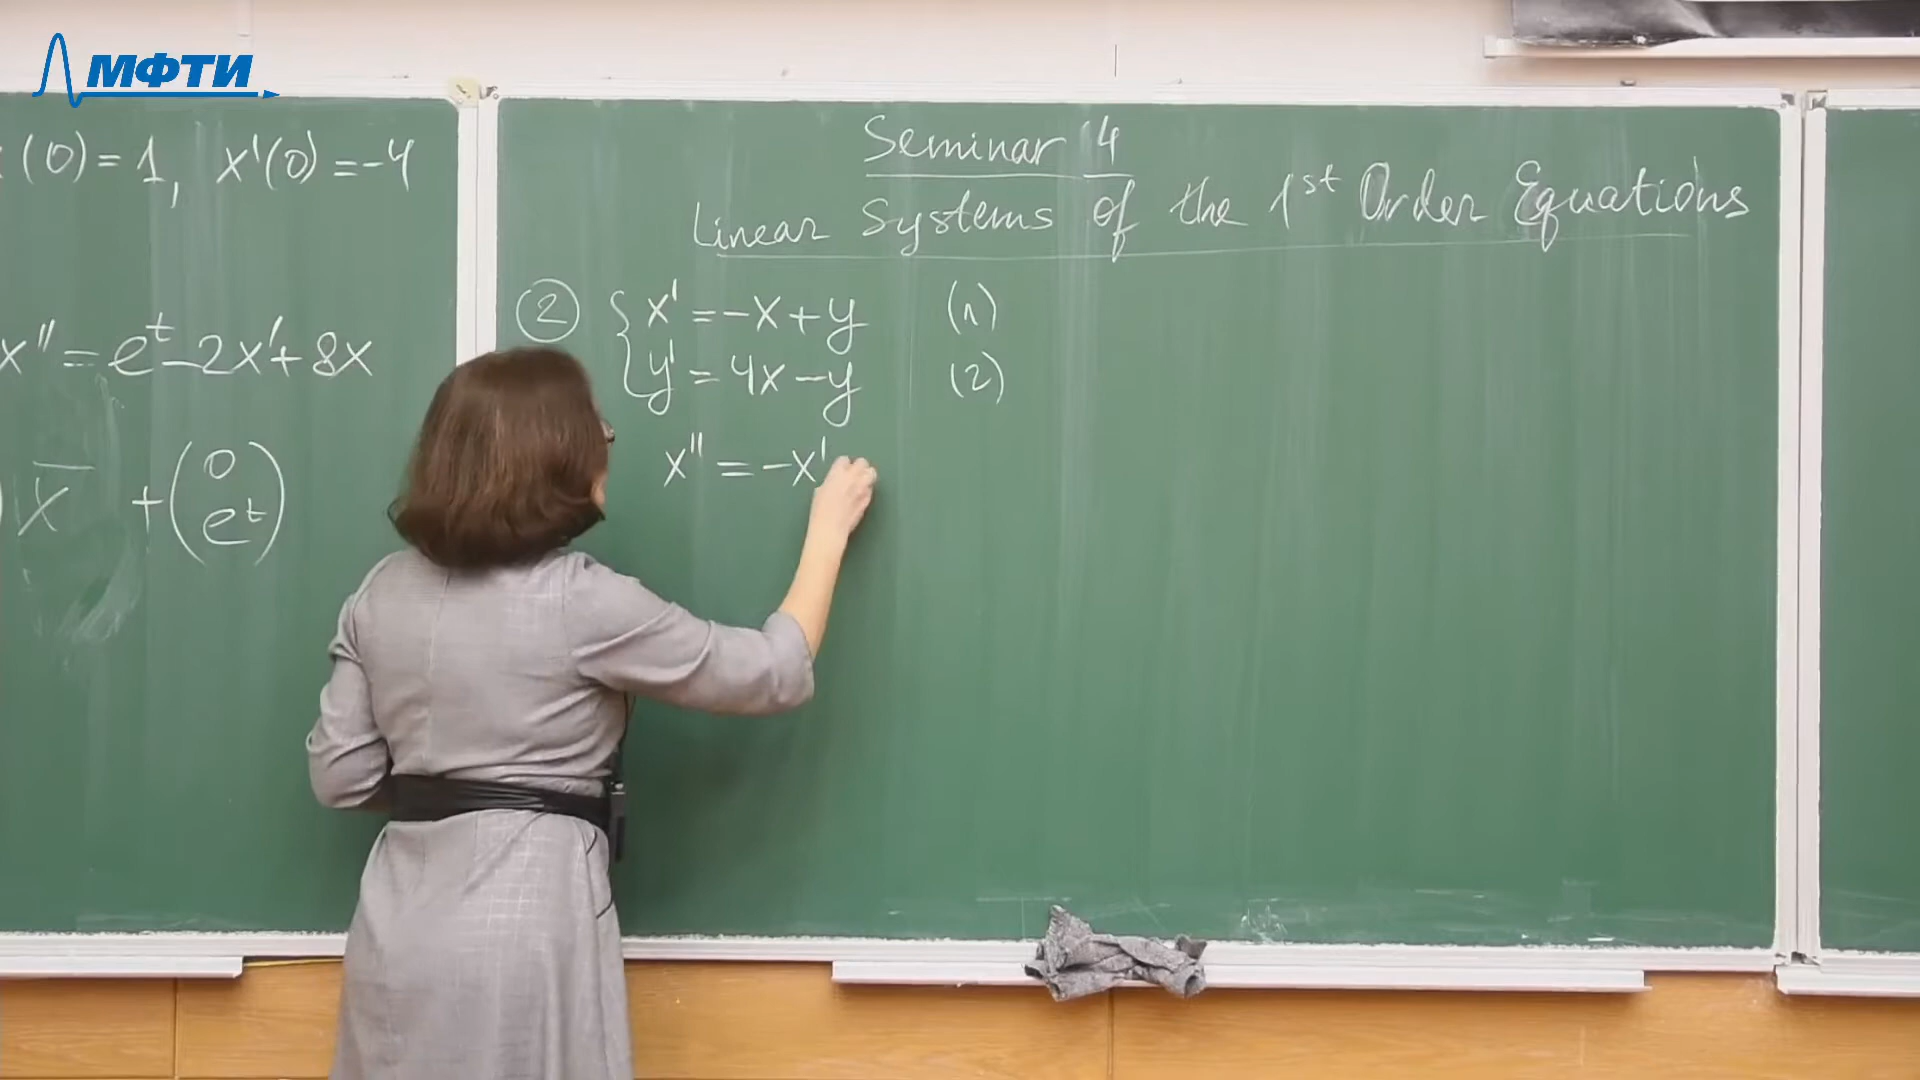 МФТИ
(0)=1, x'(0)=-4
x''=e^t-2x'+8x
) x̄ + (0
e^t)
Seminar 4
Linear Systems of the 1st Order Equations
② { x' = -x+y (1)
y' = 4x-y (2)
x'' = -x'